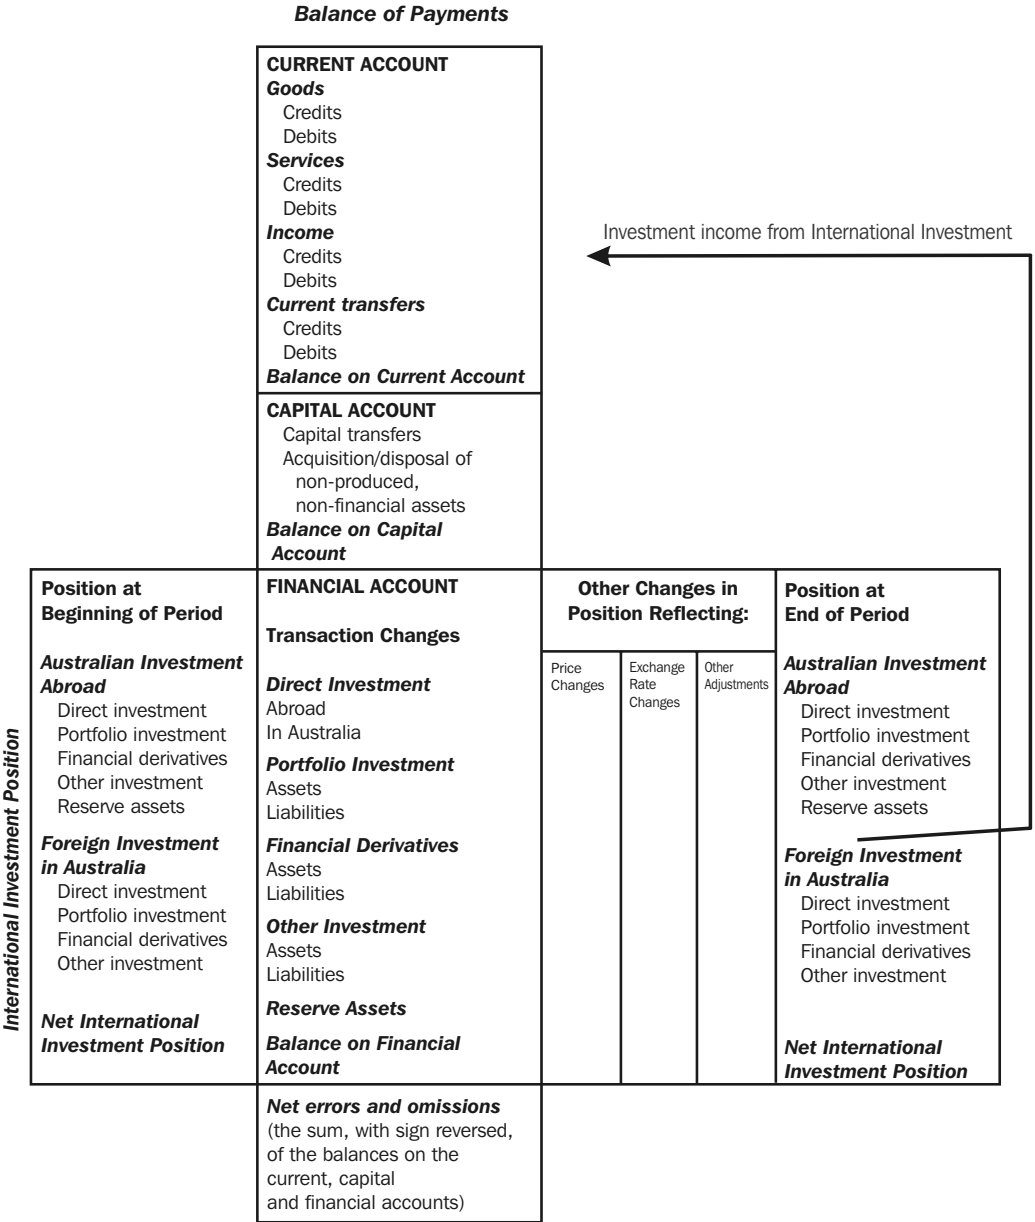 Balance of Payments
CURRENT ACCOUNT
Goods
Credits
Debits
Services
Credits
Debits
Income
Credits
Debits
Current transfers
Credits
Debits
Balance on Current Account
Investment income from International Investment
CAPITAL ACCOUNT
Capital transfers
Acquisition/disposal of
non-produced,
non-financial assets
Balance on Capital
Account
International Investment Position
Position at
Beginning of Period
Australian Investment
Abroad
Direct investment
Portfolio investment
Financial derivatives
Other investment
Reserve assets
Foreign Investment
in Australia
Direct investment
Portfolio investment
Financial derivatives
Other investment
Net International
Investment Position
FINANCIAL ACCOUNT
Transaction Changes
Direct Investment
Abroad
In Australia
Portfolio Investment
Assets
Liabilities
Financial Derivatives
Assets
Liabilities
Other Investment
Assets
Liabilities
Reserve Assets
Balance on Financial
Account
Other Changes in
Position Reflecting:
Price
Changes
Exchange
Rate
Changes
Other
Adjustments
Position at
End of Period
Australian Investment
Abroad
Direct investment
Portfolio investment
Financial derivatives
Other investment
Reserve assets
Foreign Investment
in Australia
Direct investment
Portfolio investment
Financial derivatives
Other investment
Net International
Investment Position
Net errors and omissions
(the sum, with sign reversed,
of the balances on the
current, capital
and financial accounts)